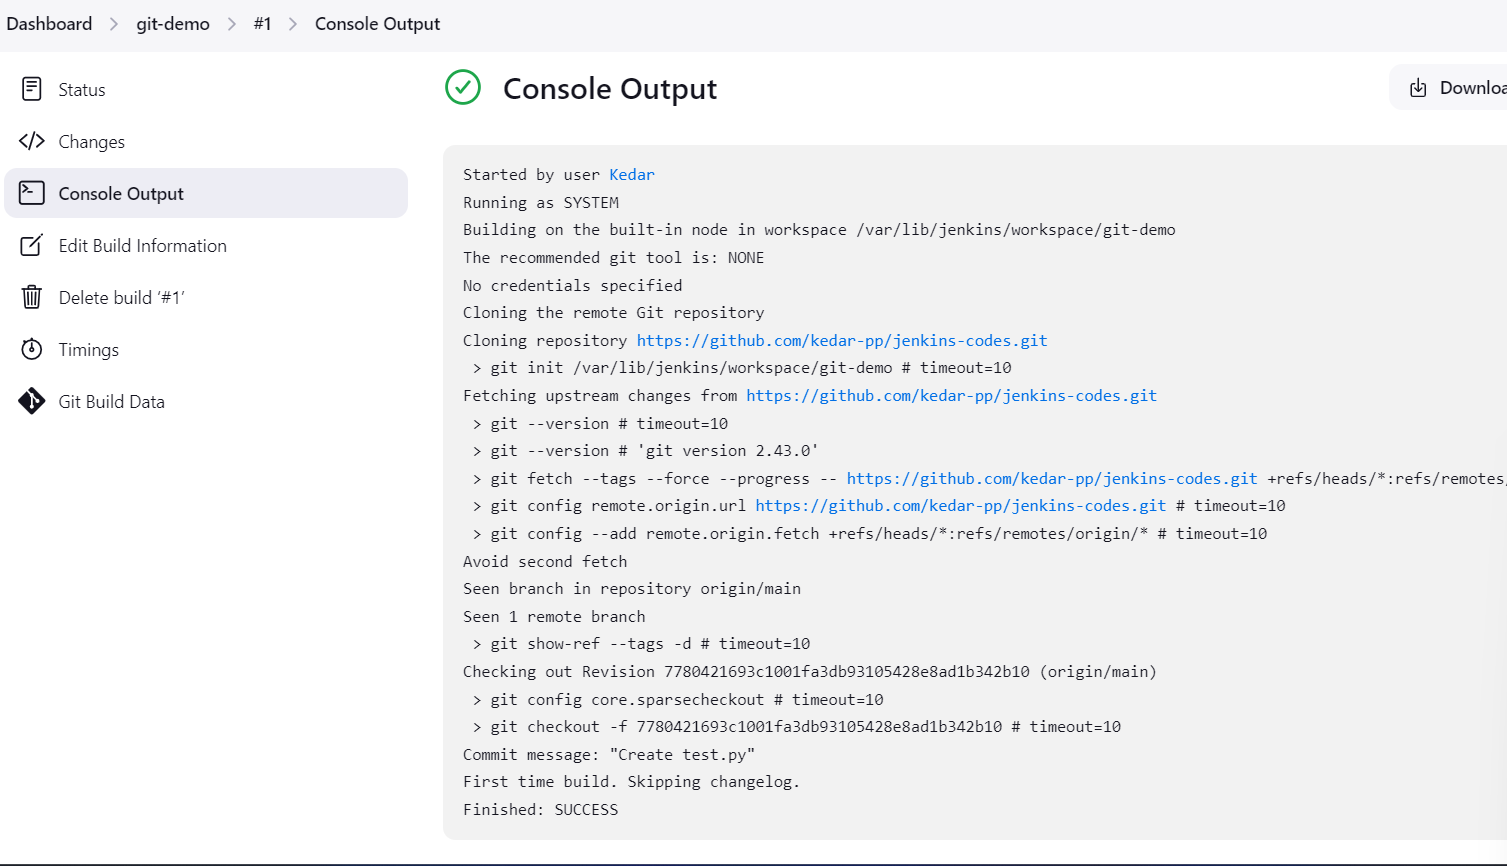 Dashboard > git-demo > #1 > Console Output
Status
Changes
Console Output
Edit Build Information
Delete build ‘#1’
Timings
Git Build Data
Console Output
Downloa
Started by user Kedar
Running as SYSTEM
Building on the built-in node in workspace /var/lib/jenkins/workspace/git-demo
The recommended git tool is: NONE
No credentials specified
Cloning the remote Git repository
Cloning repository https://github.com/kedar-pp/jenkins-codes.git
 > git init /var/lib/jenkins/workspace/git-demo # timeout=10
Fetching upstream changes from https://github.com/kedar-pp/jenkins-codes.git
 > git --version # timeout=10
 > git --version # 'git version 2.43.0'
 > git fetch --tags --force --progress -- https://github.com/kedar-pp/jenkins-codes.git +refs/heads/*:refs/remotes/
 > git config remote.origin.url https://github.com/kedar-pp/jenkins-codes.git # timeout=10
 > git config --add remote.origin.fetch +refs/heads/*:refs/remotes/origin/* # timeout=10
Avoid second fetch
Seen branch in repository origin/main
Seen 1 remote branch
 > git show-ref --tags -d # timeout=10
Checking out Revision 7780421693c1001fa3db93105428e8ad1b342b10 (origin/main)
 > git config core.sparsecheckout # timeout=10
 > git checkout -f 7780421693c1001fa3db93105428e8ad1b342b10 # timeout=10
Commit message: "Create test.py"
First time build. Skipping changelog.
Finished: SUCCESS